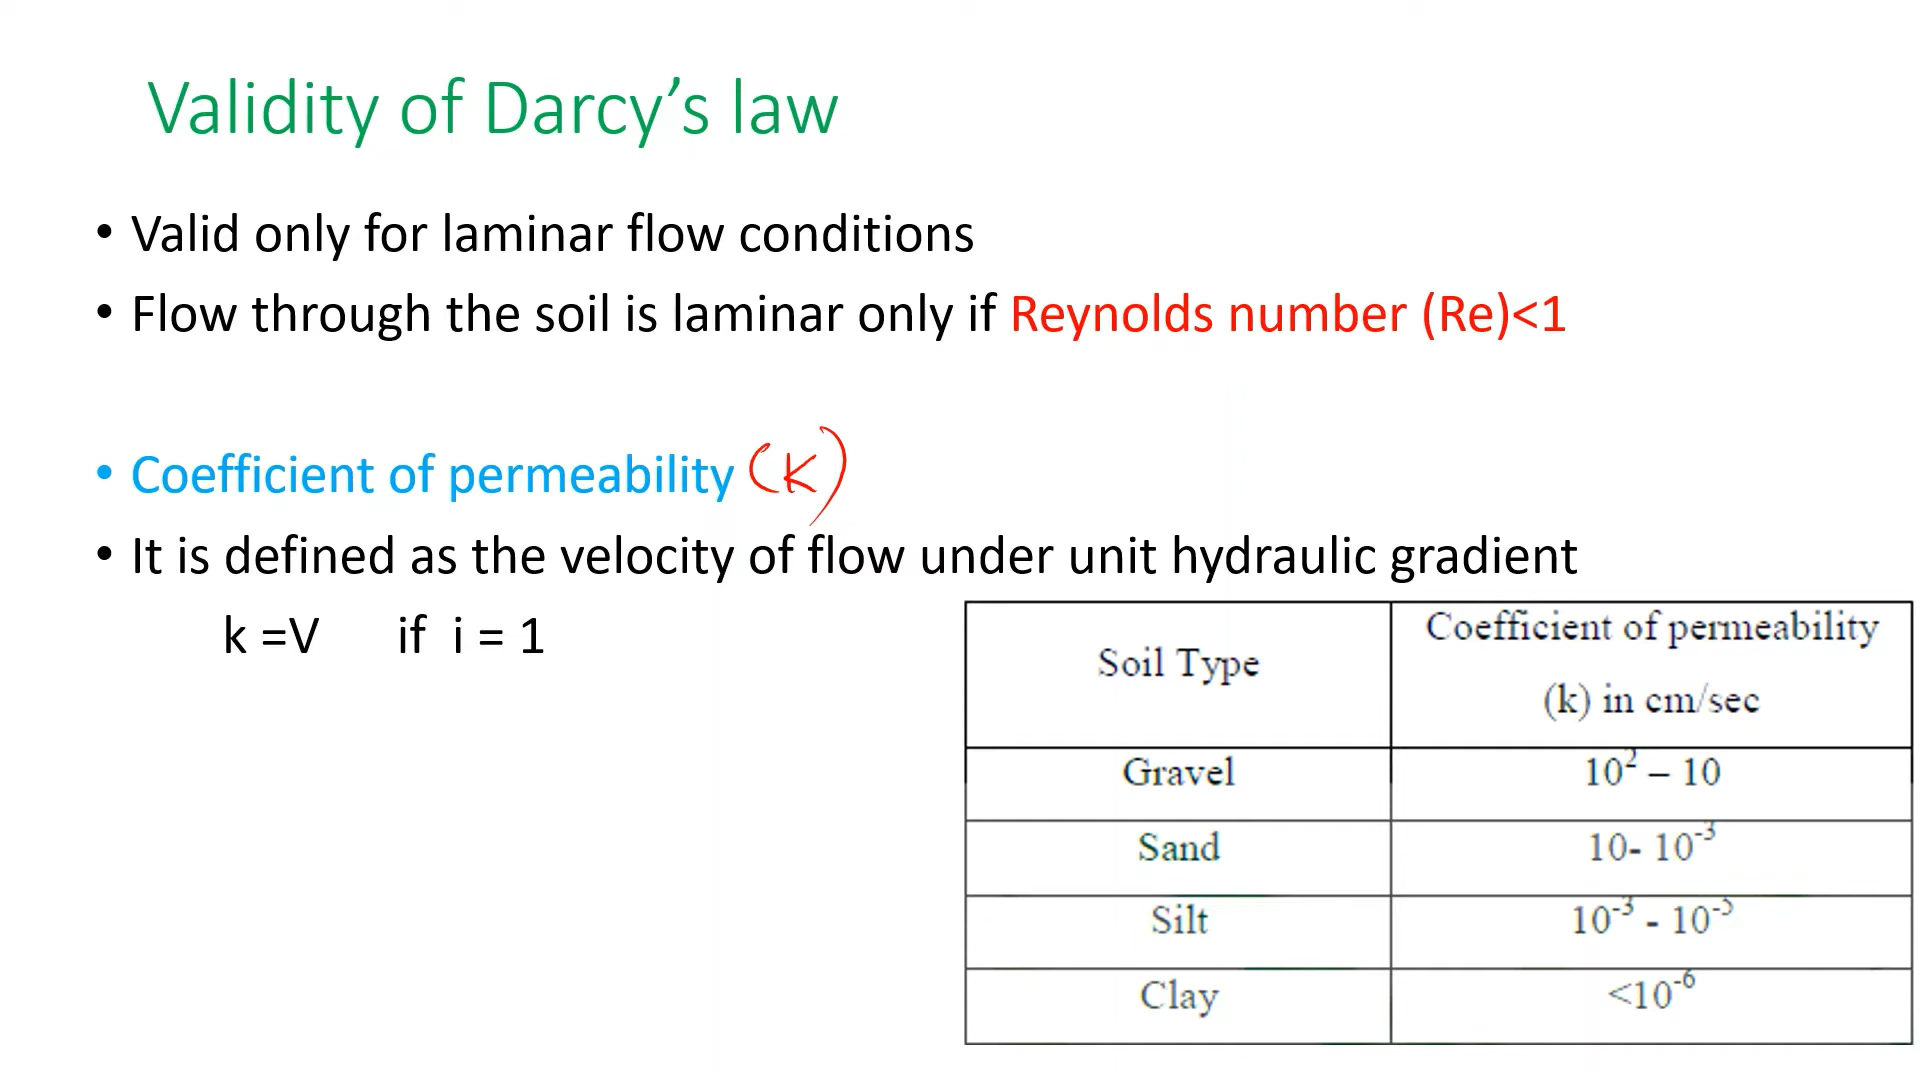 Validity of Darcy’s law
• Valid only for laminar flow conditions
• Flow through the soil is laminar only if Reynolds number (Re)<1
• Coefficient of permeability (K)
• It is defined as the velocity of flow under unit hydraulic gradient
k =V if i = 1
Soil Type
Coefficient of permeability
(k) in cm/sec
Gravel 10² – 10
Sand 10- 10⁻³
Silt 10⁻³ - 10⁻⁵
Clay <10⁻⁶